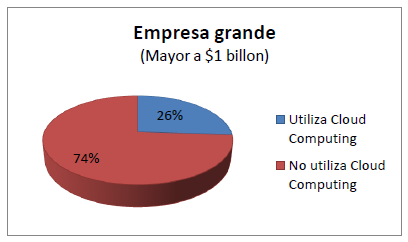 Empresa grande
(Mayor a $1 billon)
26%
74%
Utiliza Cloud
Computing
No utiliza Cloud
Computing